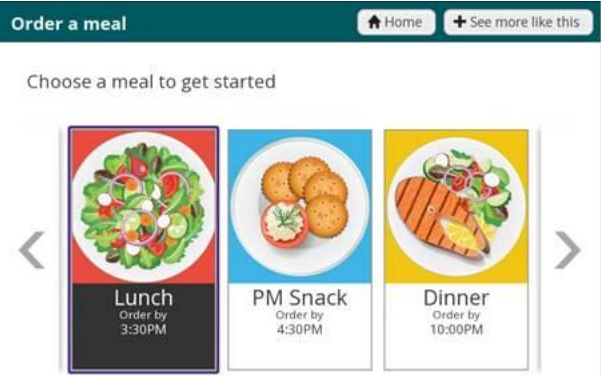 Order a meal
Home
See more like this
Choose a meal to get started
Lunch
Order by
3:30PM
PM Snack
Order by
4:30PM
Dinner
Order by
10:00PM